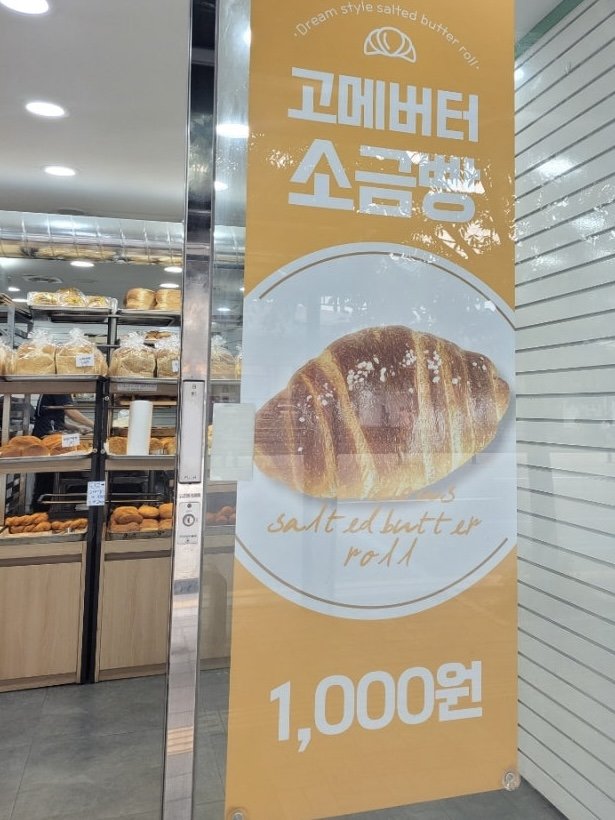 ·Dream style salted butter roll·
고메버터
소금빵
salted butter
roll
1,000원